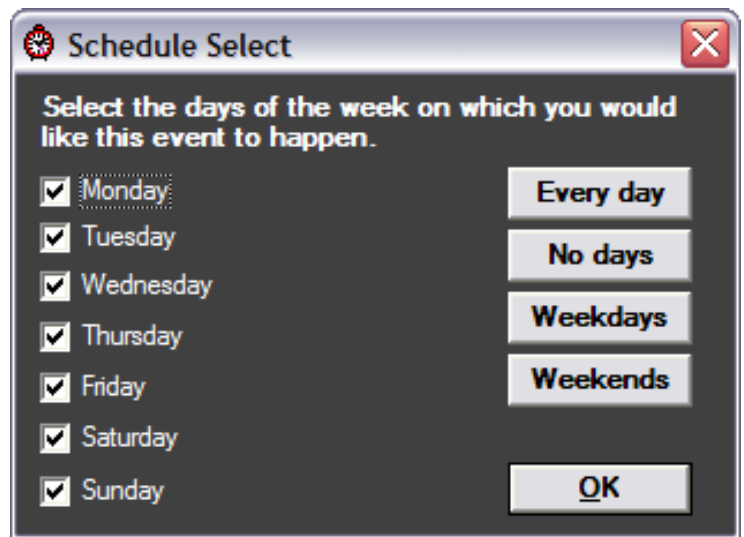 Schedule Select
Select the days of the week on which you would
like this event to happen.
Monday
Tuesday
Wednesday
Thursday
Friday
Saturday
Sunday
Every day
No days
Weekdays
Weekends
OK